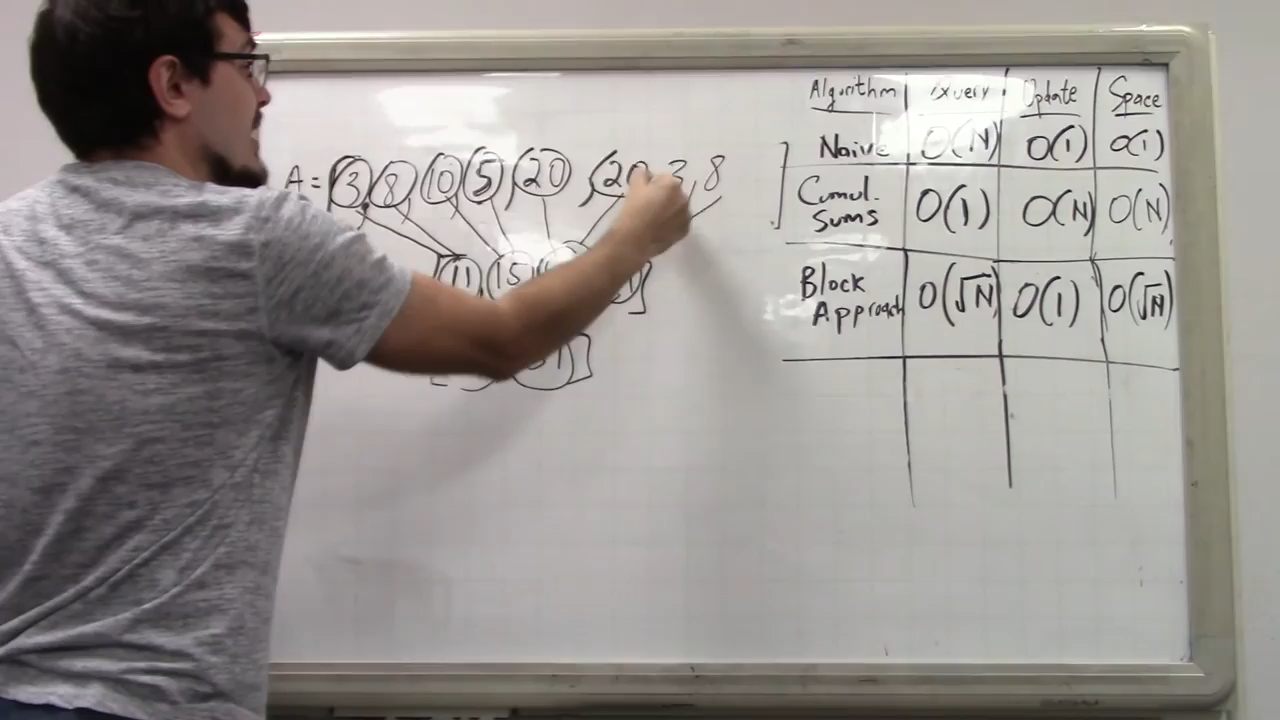 A = [3, 8, 10, 5, 20, 20, 3, 8
[11, 15,
Algorithm Query Update Space
Naive O(N) O(1) O(1)
Cumul. Sums O(1) O(N) O(N)
Block Approach O(√N) O(1) O(√N)